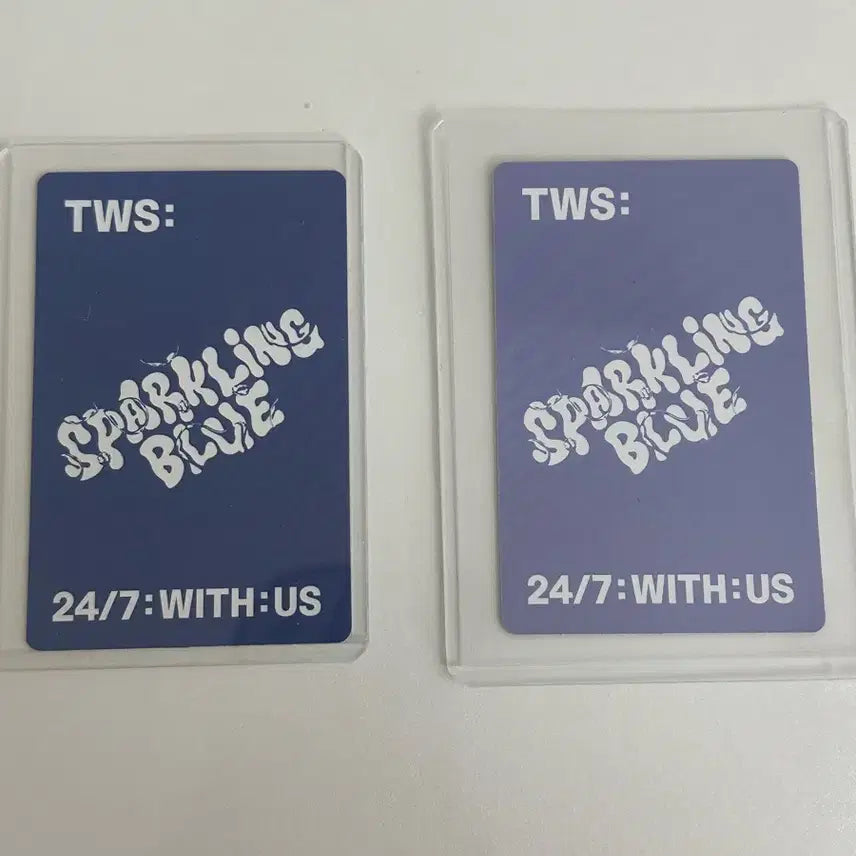 TWS:
SPARKLiNG
BLUE
24/7:WITH:US
TWS:
SPARKLiNG
BLUE
24/7:WITH:US